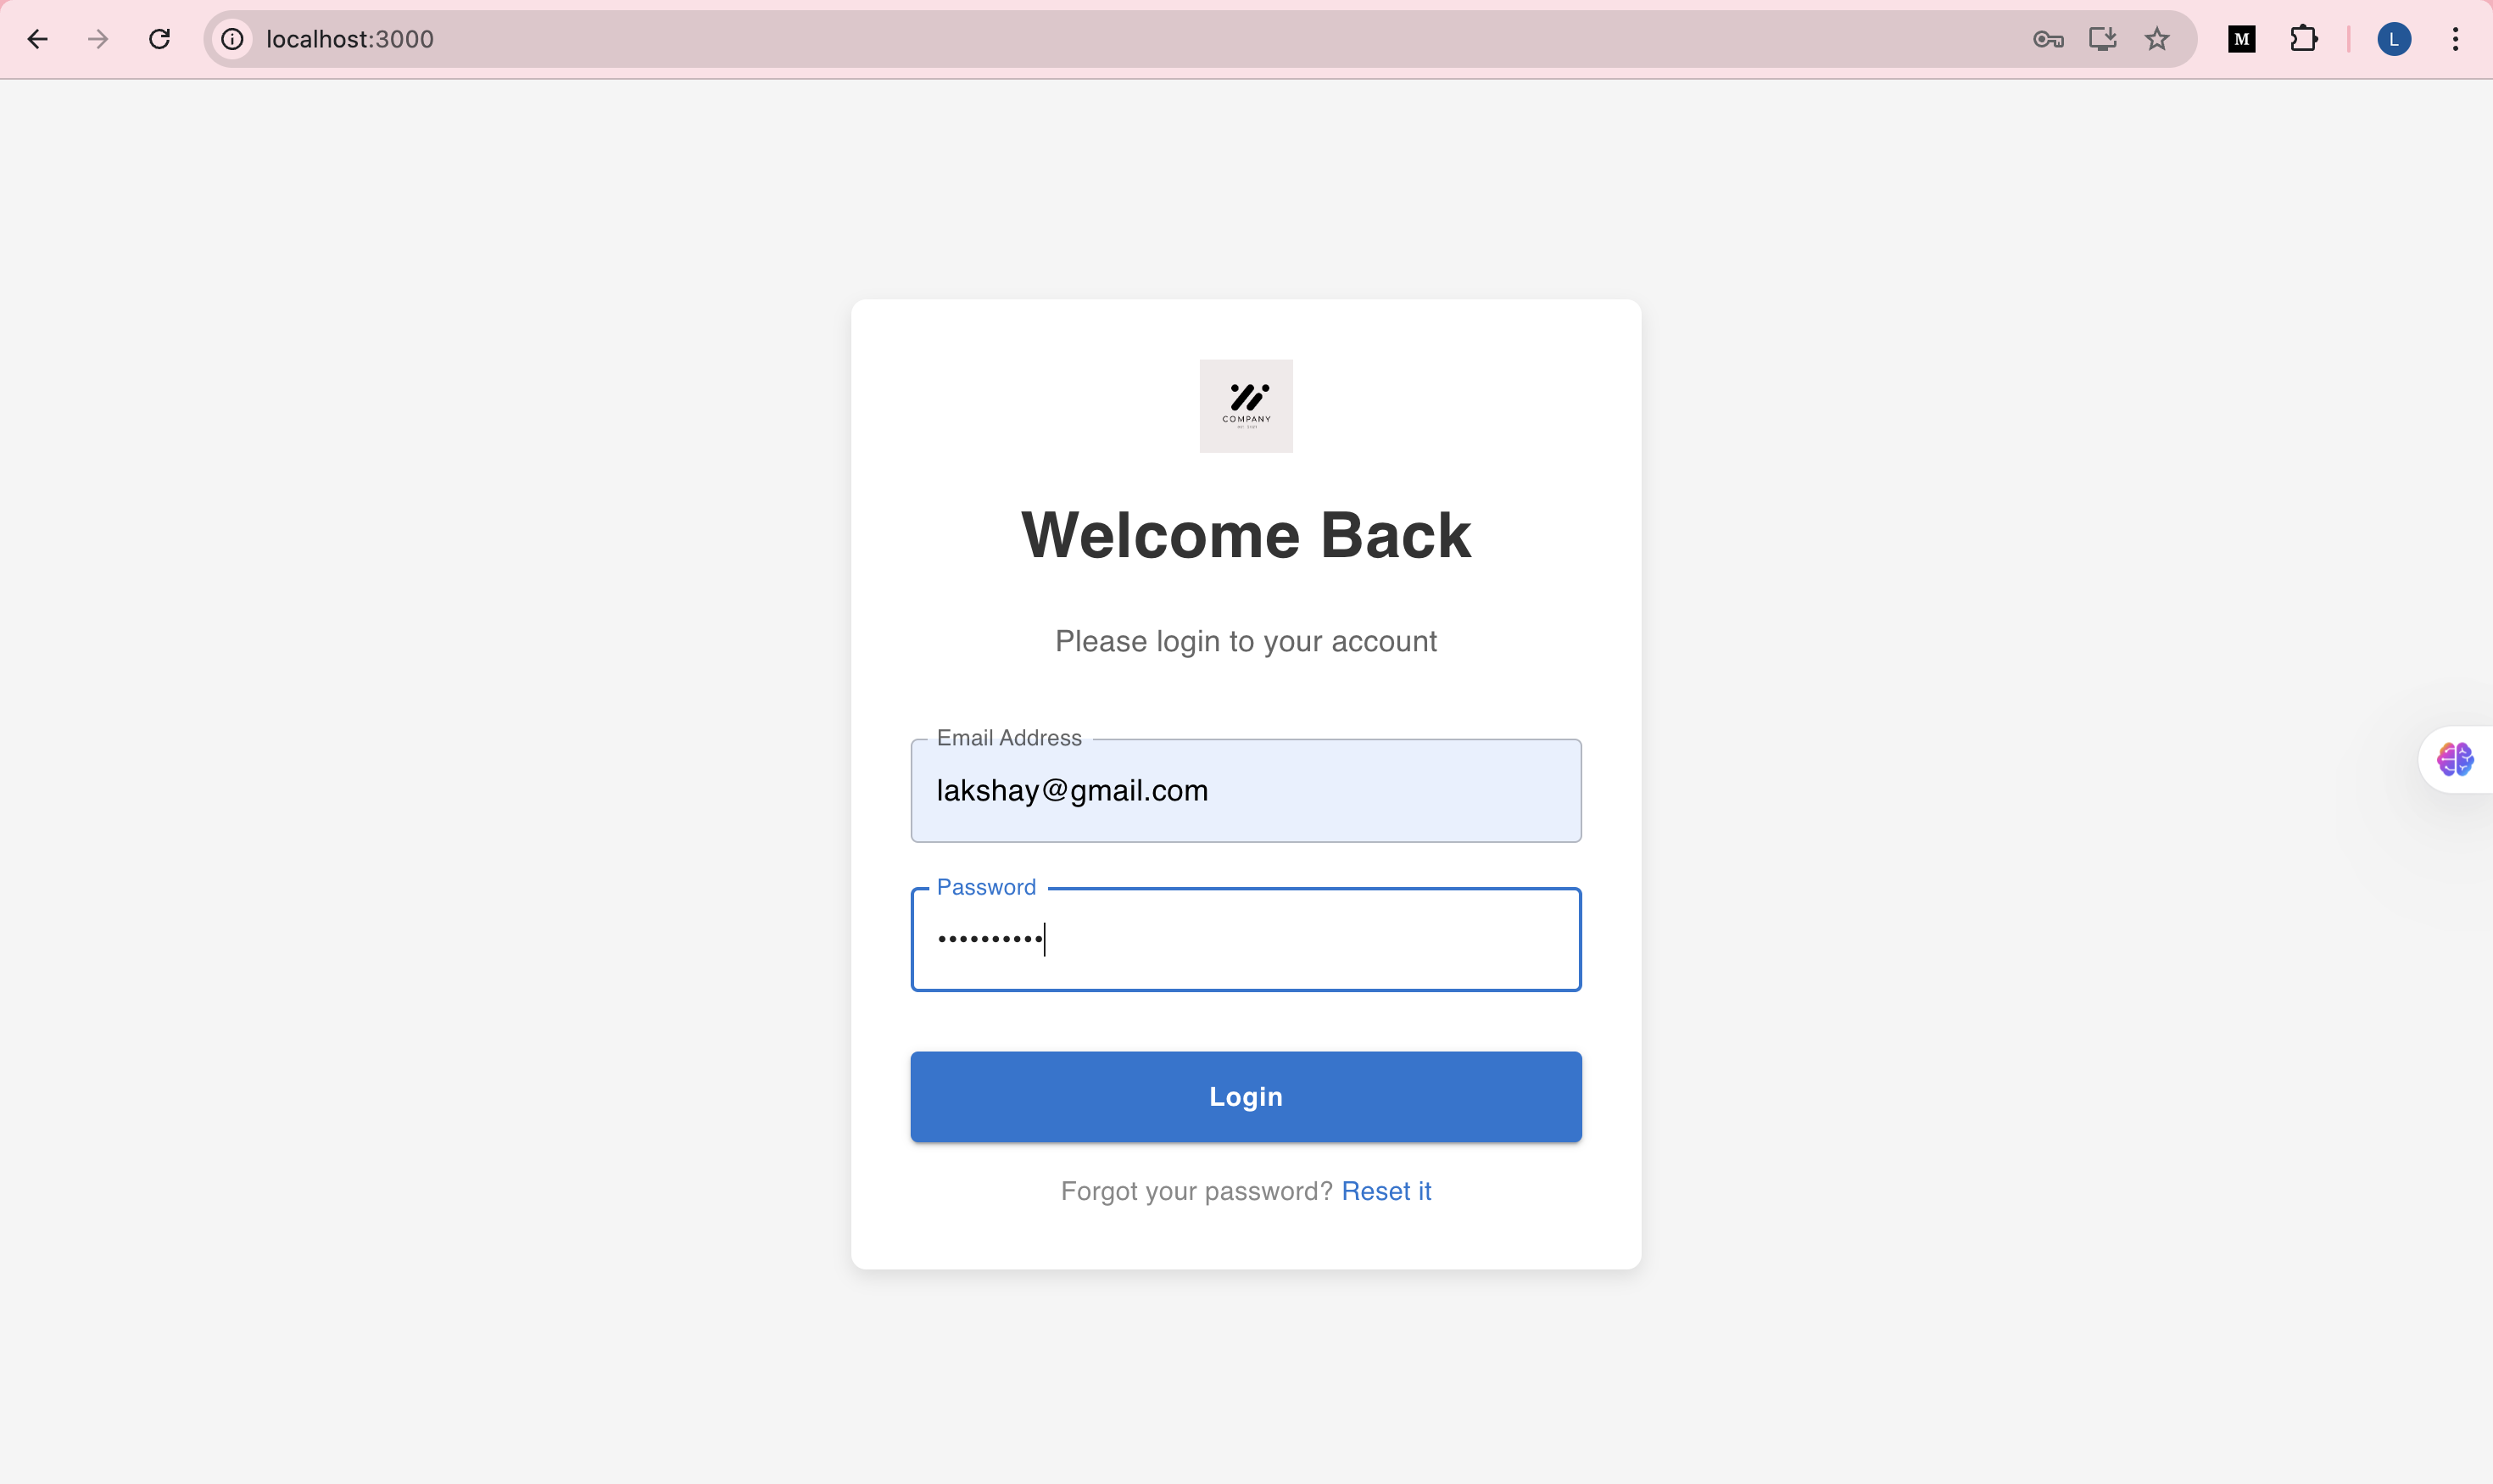 localhost:3000
M
L
COMPANY
Welcome Back
Please login to your account
Email Address
lakshay@gmail.com
Password
••••••••••
Login
Forgot your password? Reset it